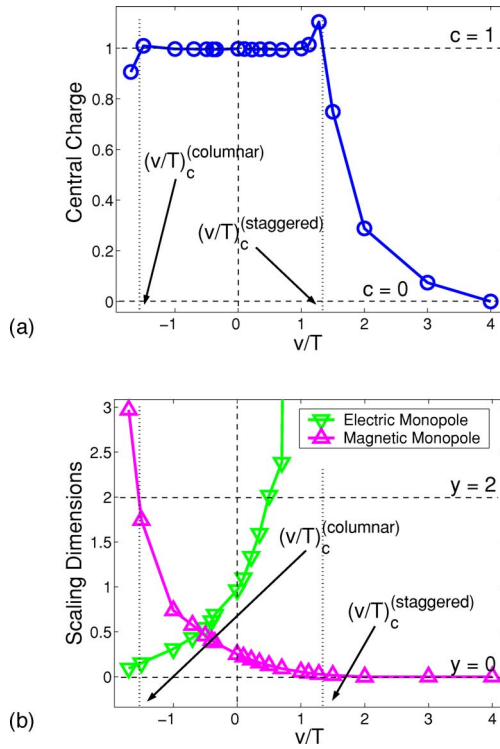 c = 1
1
0.8
0.6
0.4
0.2
0
Central Charge
(v/T)c(columnar)
(v/T)c(staggered)
c = 0
−1 0 1 2 3 4
v/T
(a)
3
2.5
2
1.5
1
0.5
0
Scaling Dimensions
Electric Monopole
Magnetic Monopole
y = 2
(v/T)c(columnar)
(v/T)c(staggered)
y = 0
−1 0 1 2 3 4
v/T
(b)